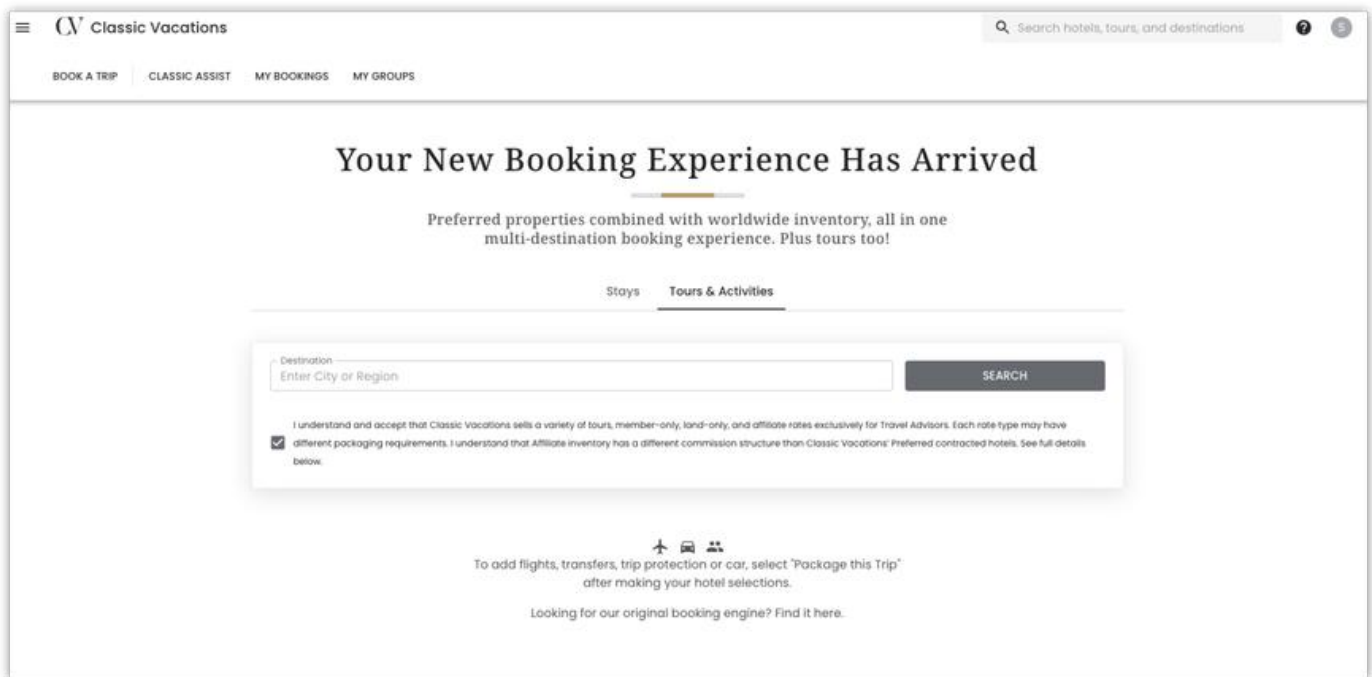 CV Classic Vacations
Search hotels, tours, and destinations
?
S
BOOK A TRIP
CLASSIC ASSIST
MY BOOKINGS
MY GROUPS
Your New Booking Experience Has Arrived
Preferred properties combined with worldwide inventory, all in one
multi-destination booking experience. Plus tours too!
Stays
Tours & Activities
Destination
Enter City or Region
SEARCH
I understand and accept that Classic Vacations sells a variety of tours, member-only, land-only, and affiliate rates exclusively for Travel Advisors. Each rate type may have
different packaging requirements. I understand that Affiliate inventory has a different commission structure than Classic Vacations' Preferred contracted hotels. See full details
below.
To add flights, transfers, trip protection or car, select "Package this Trip"
after making your hotel selections.
Looking for our original booking engine? Find it here.